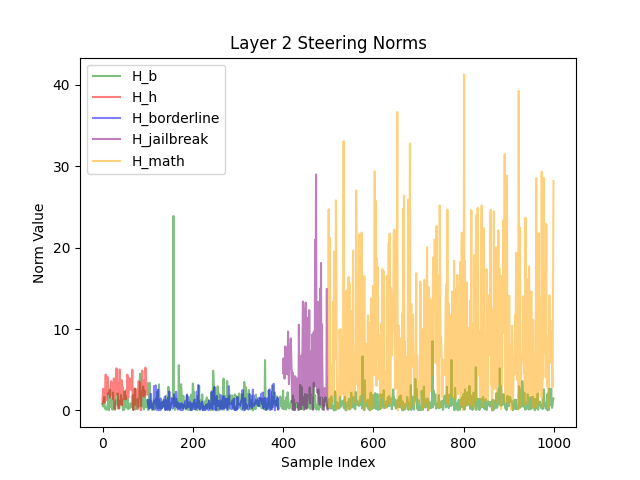 Layer 2 Steering Norms
H_b
H_h
H_borderline
H_jailbreak
H_math
Norm Value
40
30
20
10
0
0 200 400 600 800 1000
Sample Index